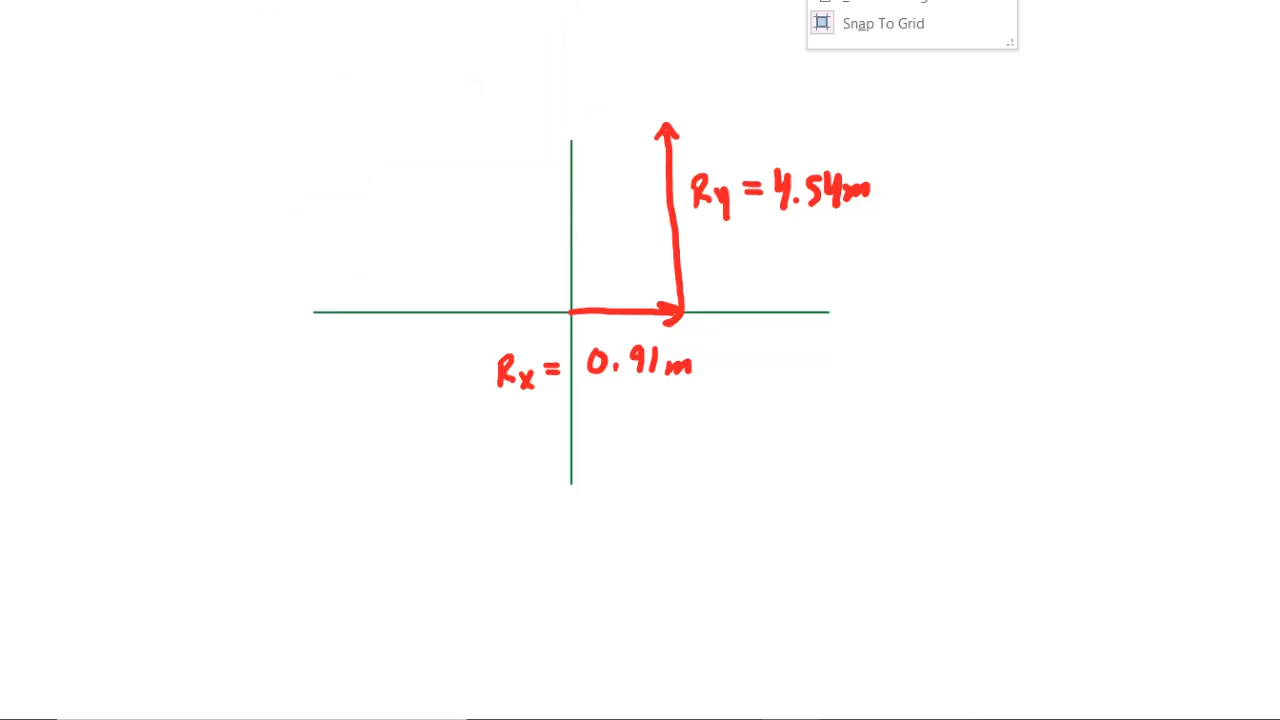 Snap To Grid
Ry = 4.54m
Rx = 0.91m